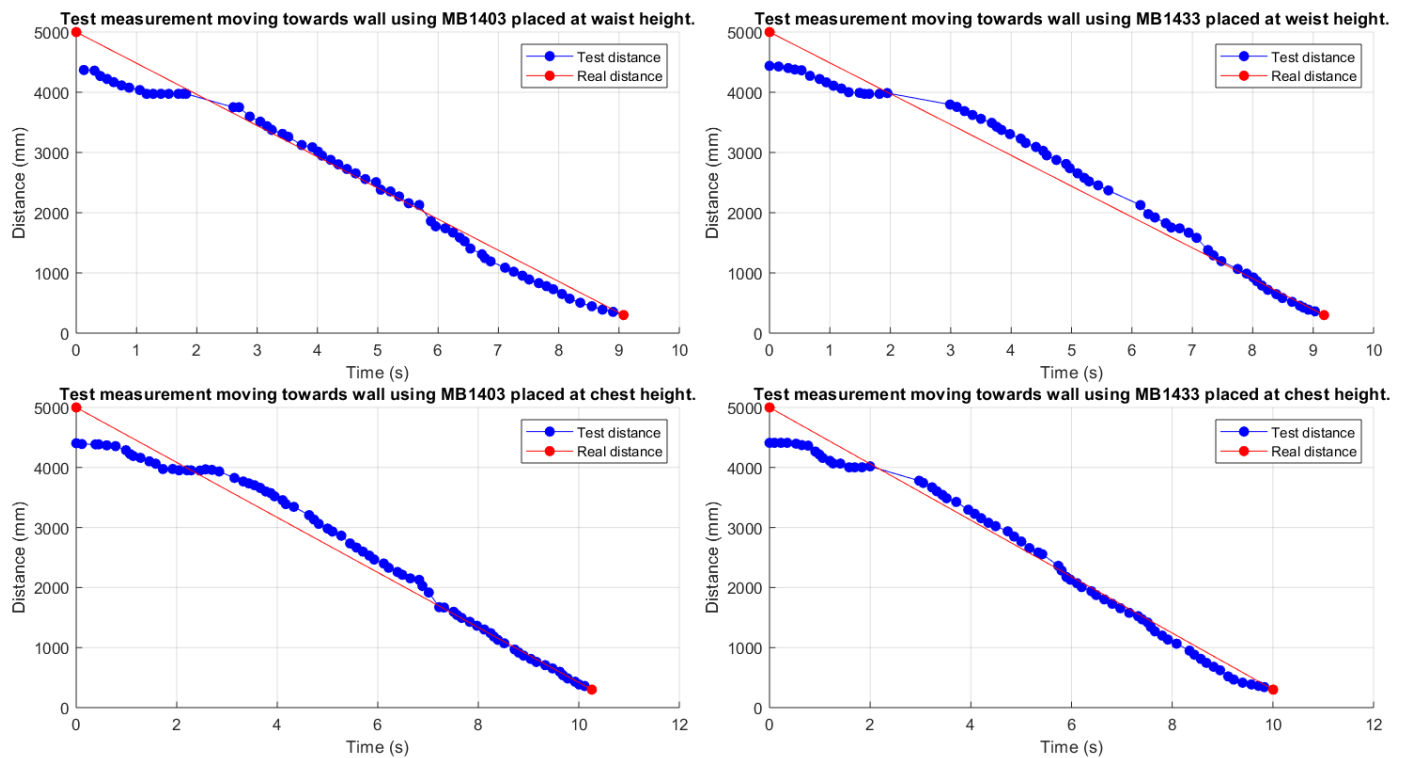 Test measurement moving towards wall using MB1403 placed at waist height.
5000
4000
3000
2000
1000
0
Distance (mm)
Test distance
Real distance
0 1 2 3 4 5 6 7 8 9 10
Time (s)
Test measurement moving towards wall using MB1433 placed at weist height.
5000
4000
3000
2000
1000
0
Distance (mm)
Test distance
Real distance
0 1 2 3 4 5 6 7 8 9 10
Time (s)
Test measurement moving towards wall using MB1403 placed at chest height.
5000
4000
3000
2000
1000
0
Distance (mm)
Test distance
Real distance
0 2 4 6 8 10 12
Time (s)
Test measurement moving towards wall using MB1433 placed at chest height.
5000
4000
3000
2000
1000
0
Distance (mm)
Test distance
Real distance
0 2 4 6 8 10 12
Time (s)